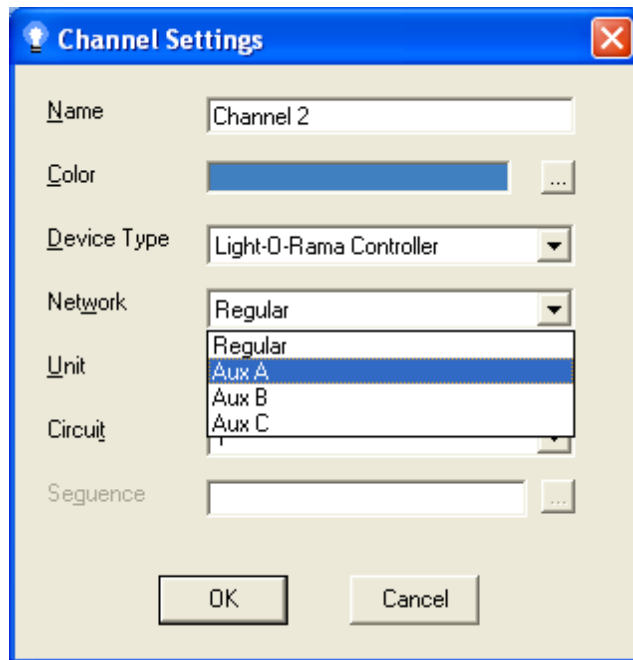 Channel Settings
Name Channel 2
Color ...
Device Type Light-O-Rama Controller
Network Regular
Regular
Unit Aux A
Aux B
Circuit Aux C
Sequence ...
OK Cancel